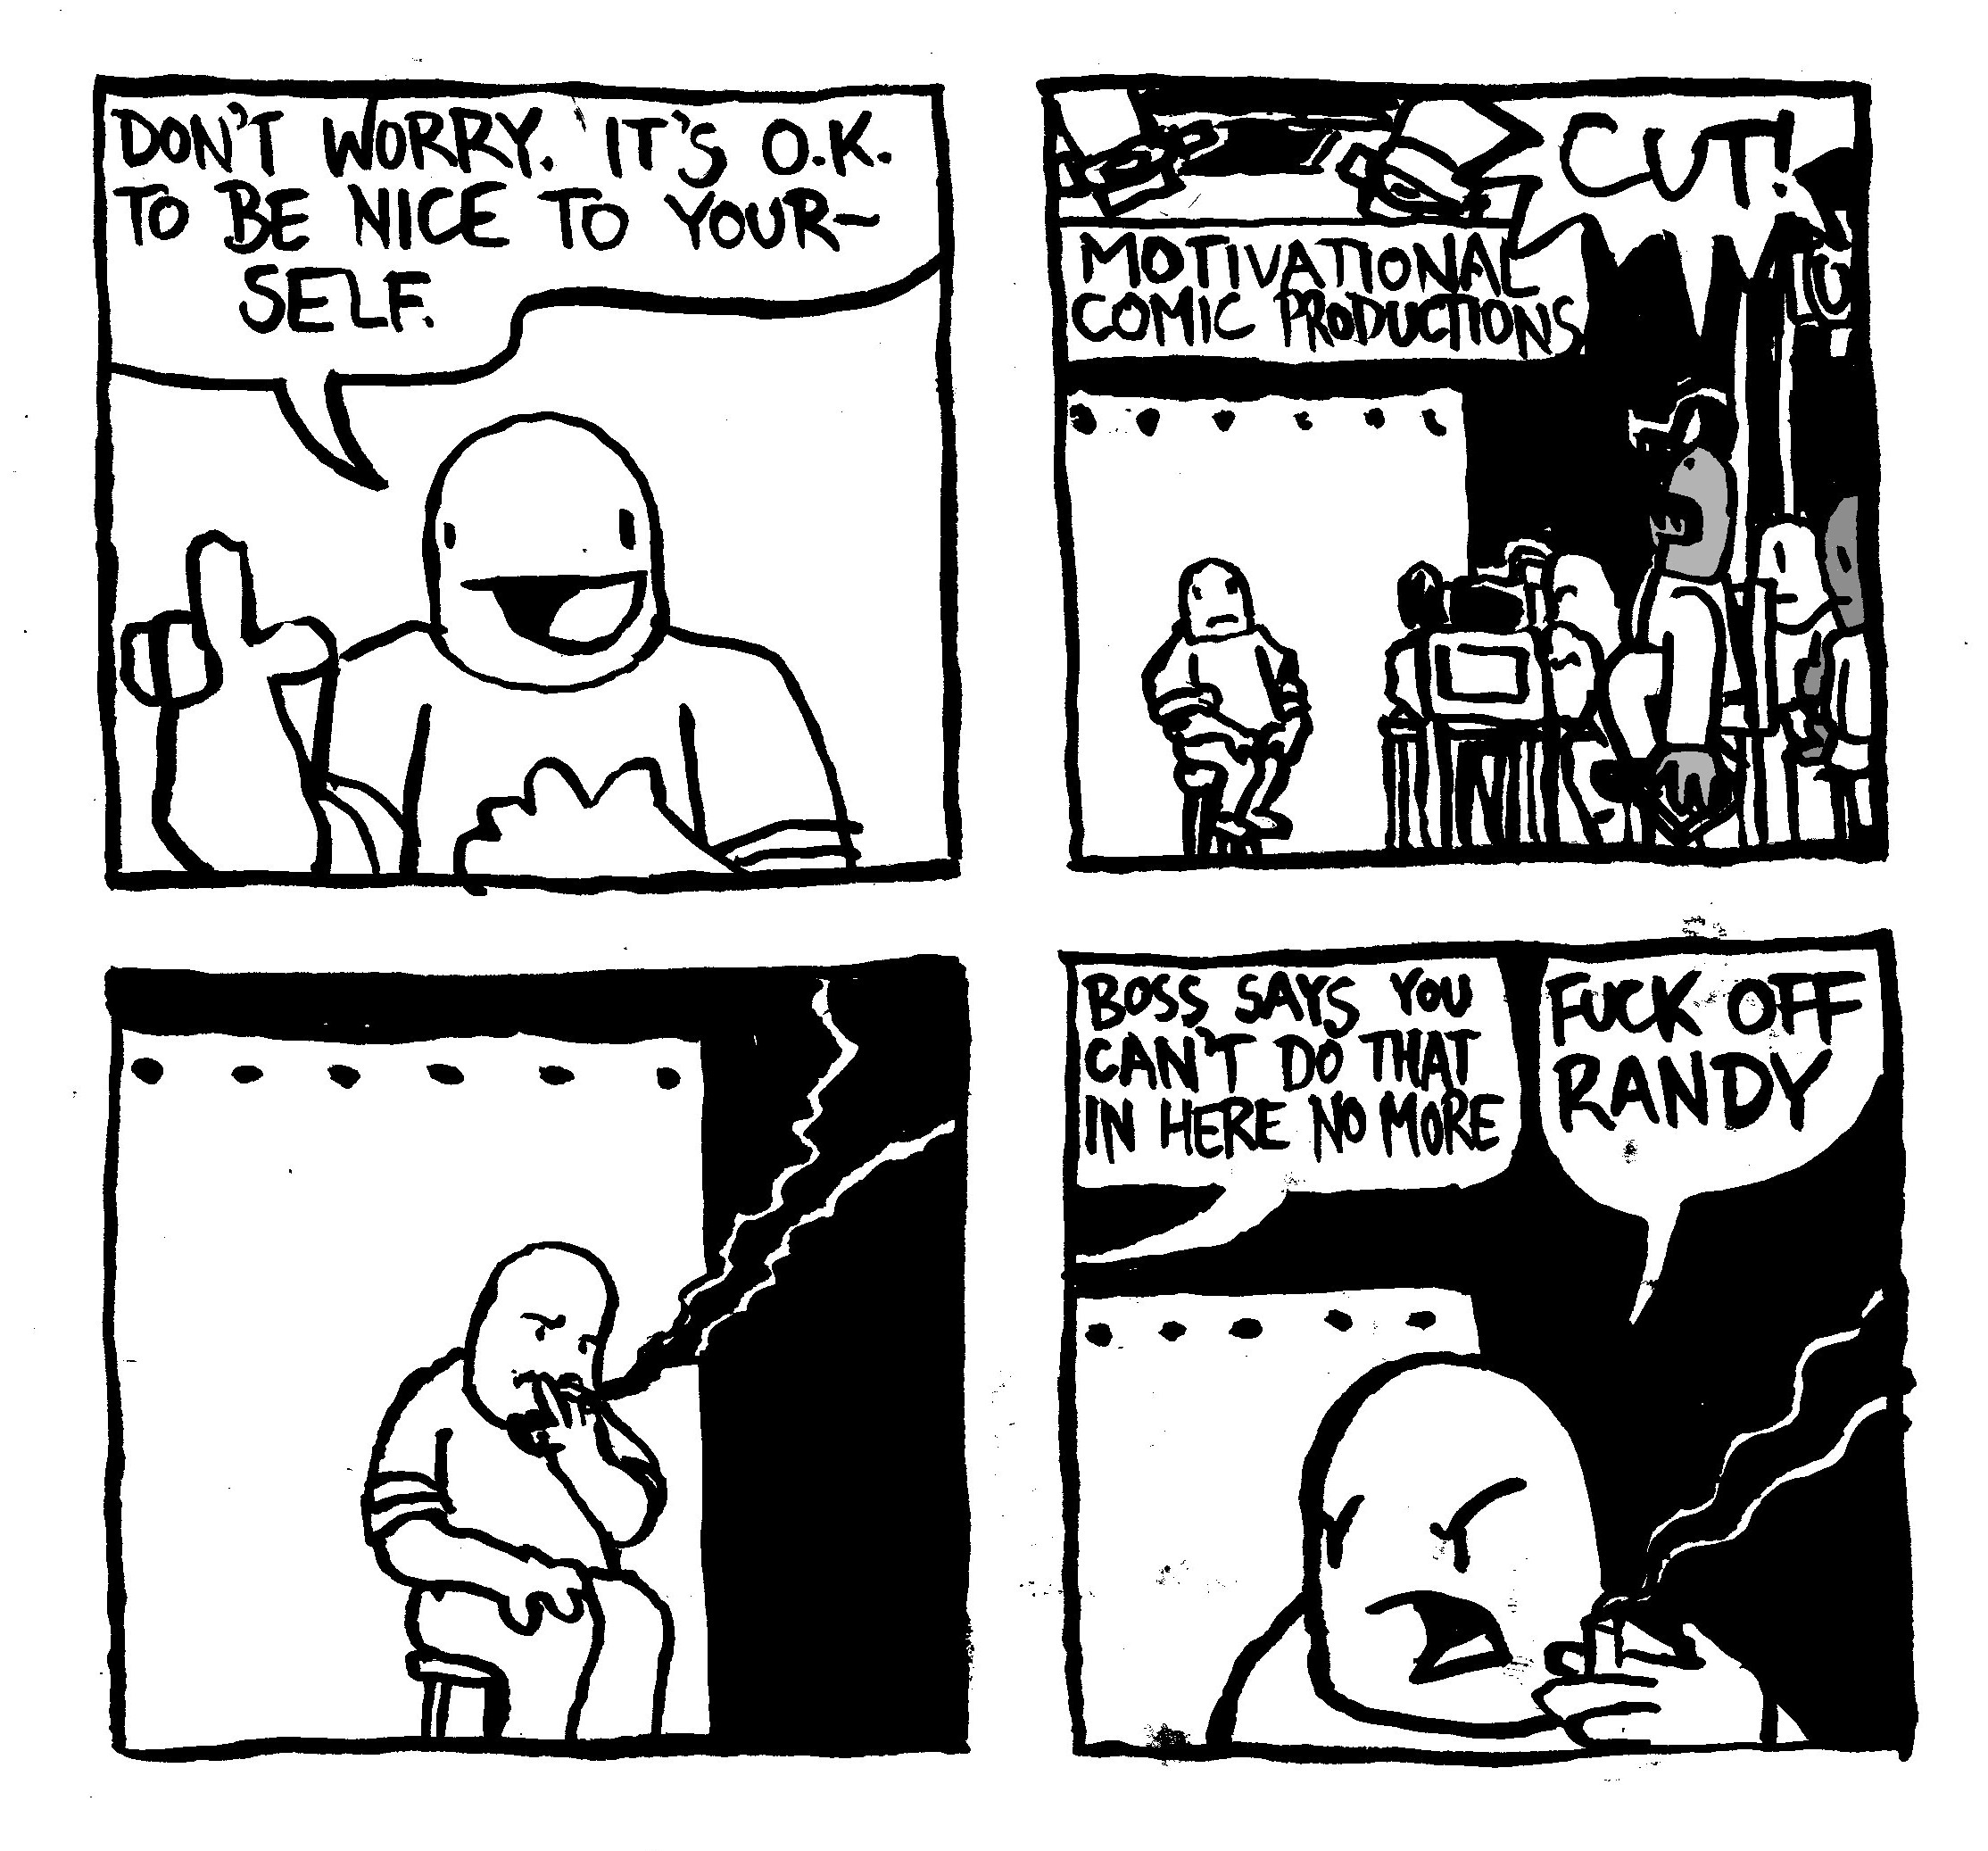 DON'T WORRY. IT'S O.K.
TO BE NICE TO YOUR-
SELF.
CUT!
MOTIVATIONAL
COMIC PRODUCTIONS
BOSS SAYS YOU
CAN'T DO THAT
IN HERE NO MORE
FUCK OFF
RANDY